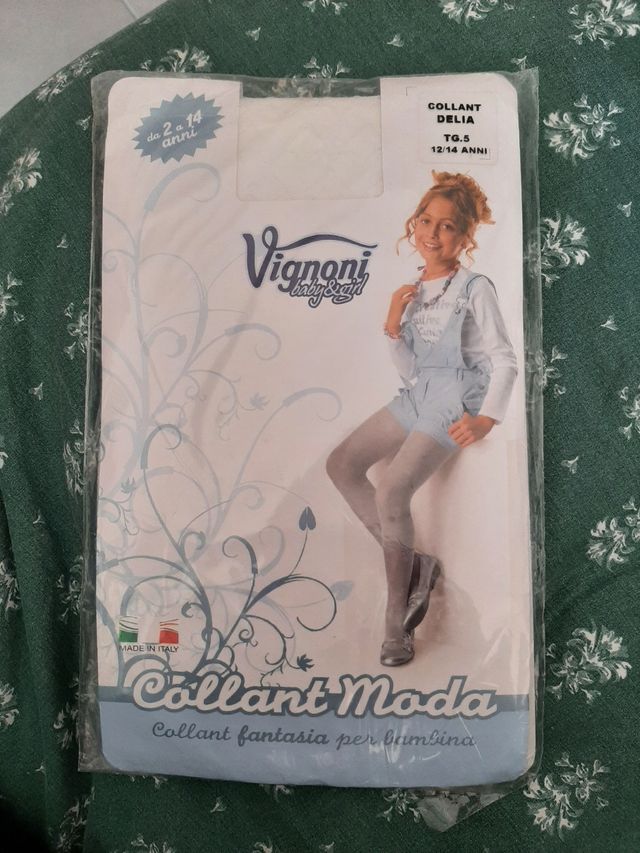 da 2 a 14
anni
COLLANT
DELIA
TG.5
12/14 ANNI
Vignoni
baby&girl
MADE IN ITALY
Collant Moda
Collant fantasia per bambina